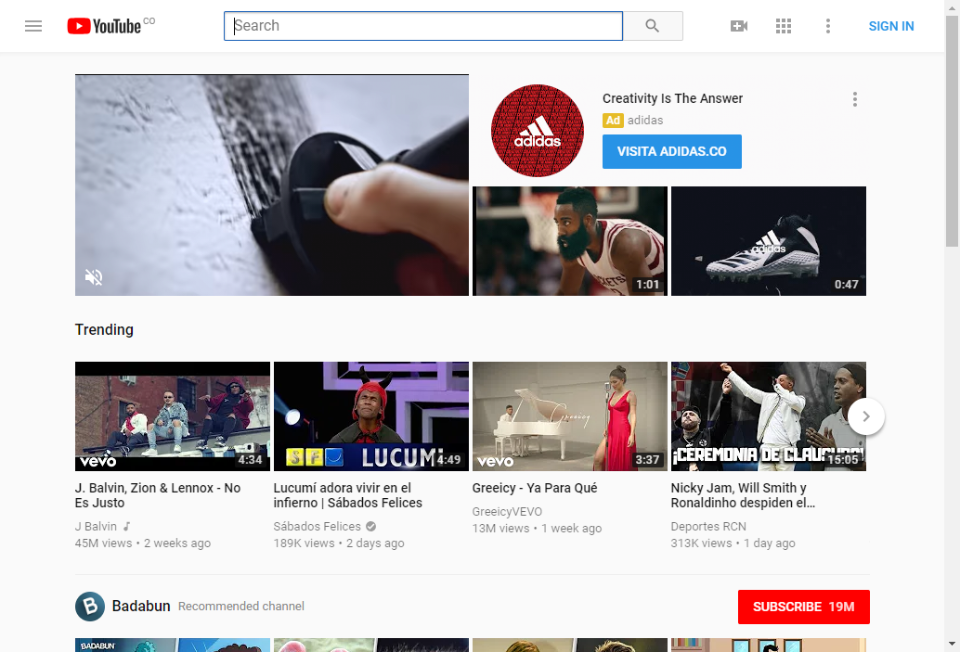 YouTube CO
Search
SIGN IN
Creativity Is The Answer
Ad adidas
VISITA ADIDAS.CO
adidas
adidas
1:01
0:47
Trending
vevo
4:34
SFJ LUCUMÍ
4:49
Greeicy
vevo
3:37
¡CEREMONIA DE CLAUSURA!
15:05
J. Balvin, Zion & Lennox - No
Es Justo
J Balvin
45M views • 2 weeks ago
Lucumí adora vivir en el
infierno | Sábados Felices
Sábados Felices
189K views • 2 days ago
Greeicy - Ya Para Qué
GreeicyVEVO
13M views • 1 week ago
Nicky Jam, Will Smith y
Ronaldinho despiden el...
Deportes RCN
313K views • 1 day ago
B
Badabun Recommended channel
SUBSCRIBE 19M
BADABUN